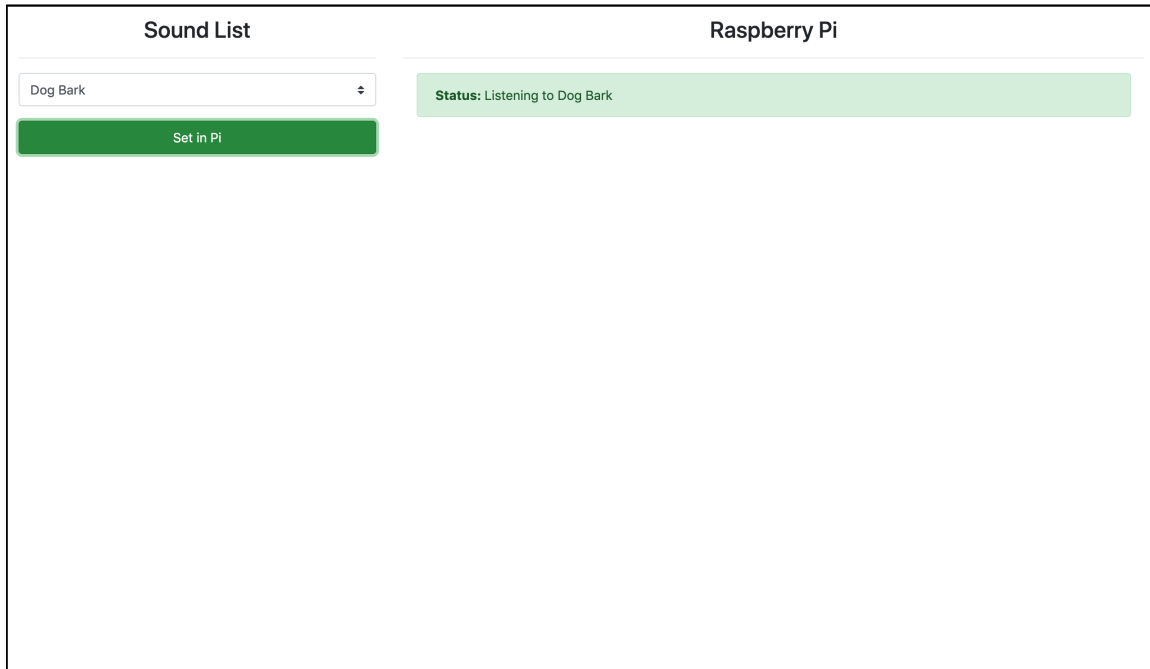 Sound List
Dog Bark
Set in Pi
Raspberry Pi
Status: Listening to Dog Bark